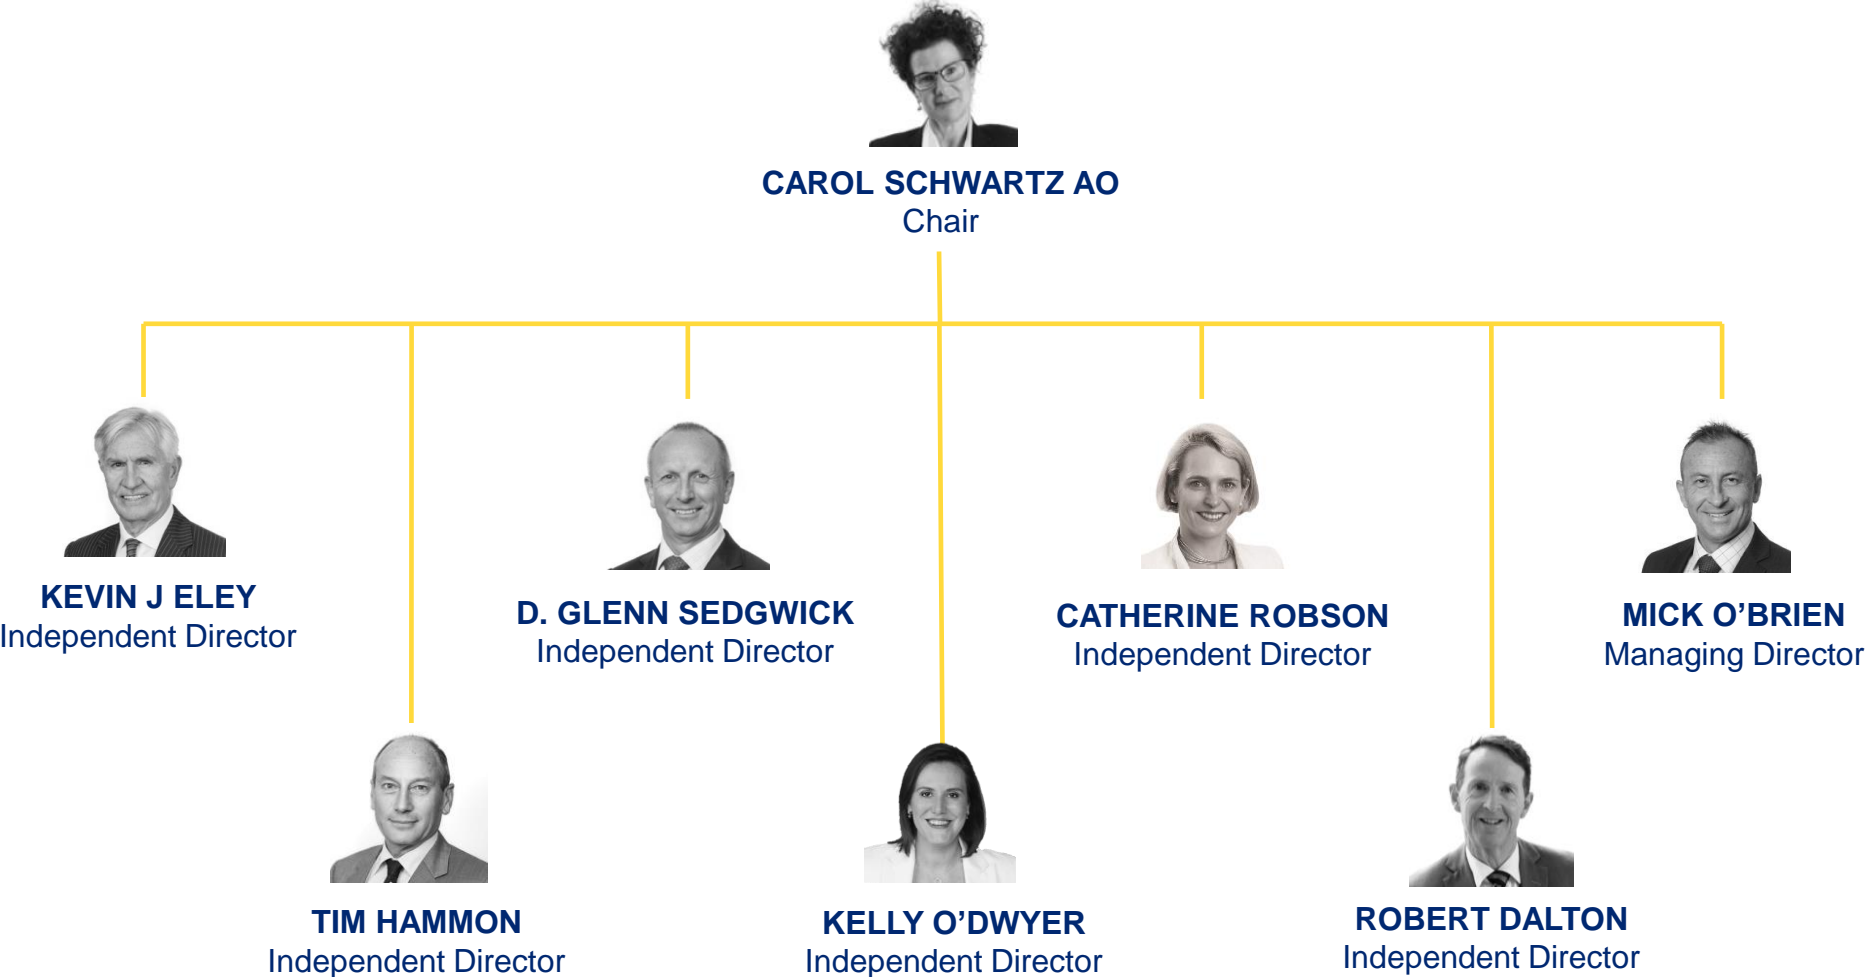 CAROL SCHWARTZ AO
Chair
KEVIN J ELEY
Independent Director
D. GLENN SEDGWICK
Independent Director
CATHERINE ROBSON
Independent Director
MICK O’BRIEN
Managing Director
TIM HAMMON
Independent Director
KELLY O’DWYER
Independent Director
ROBERT DALTON
Independent Director